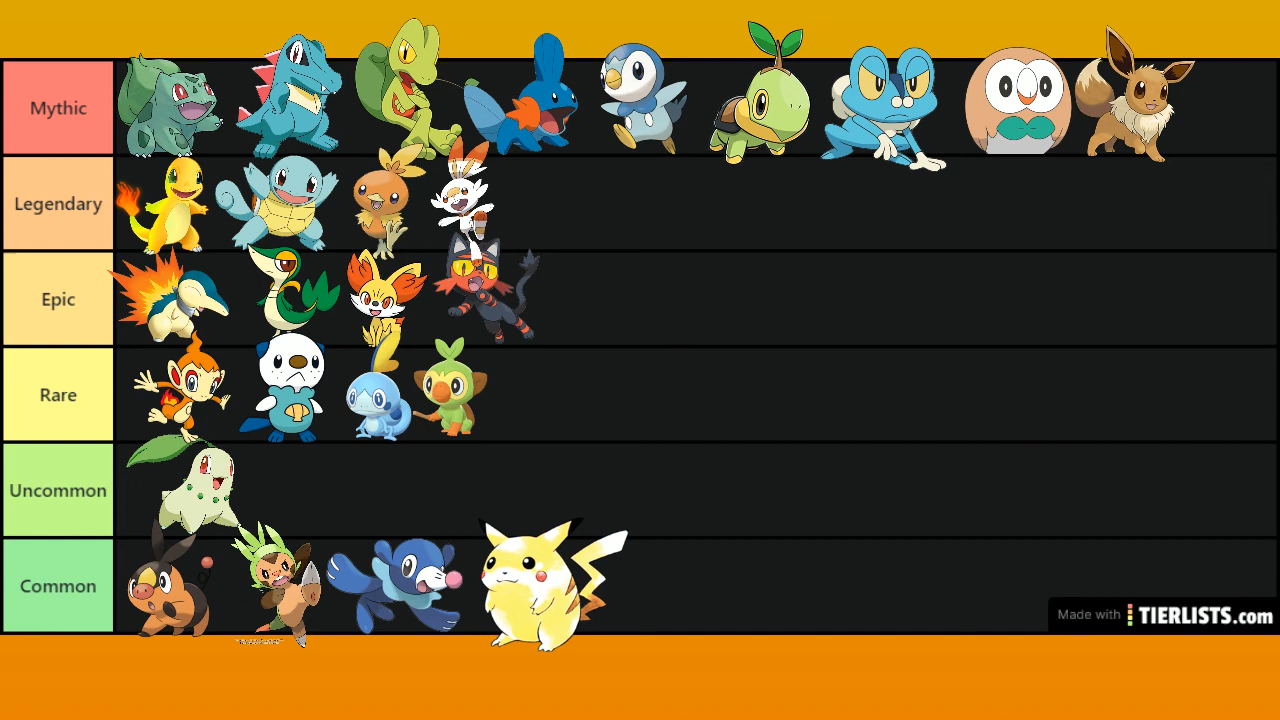 Mythic
Legendary
Epic
Rare
Uncommon
Common
Made with TIERLISTS.com